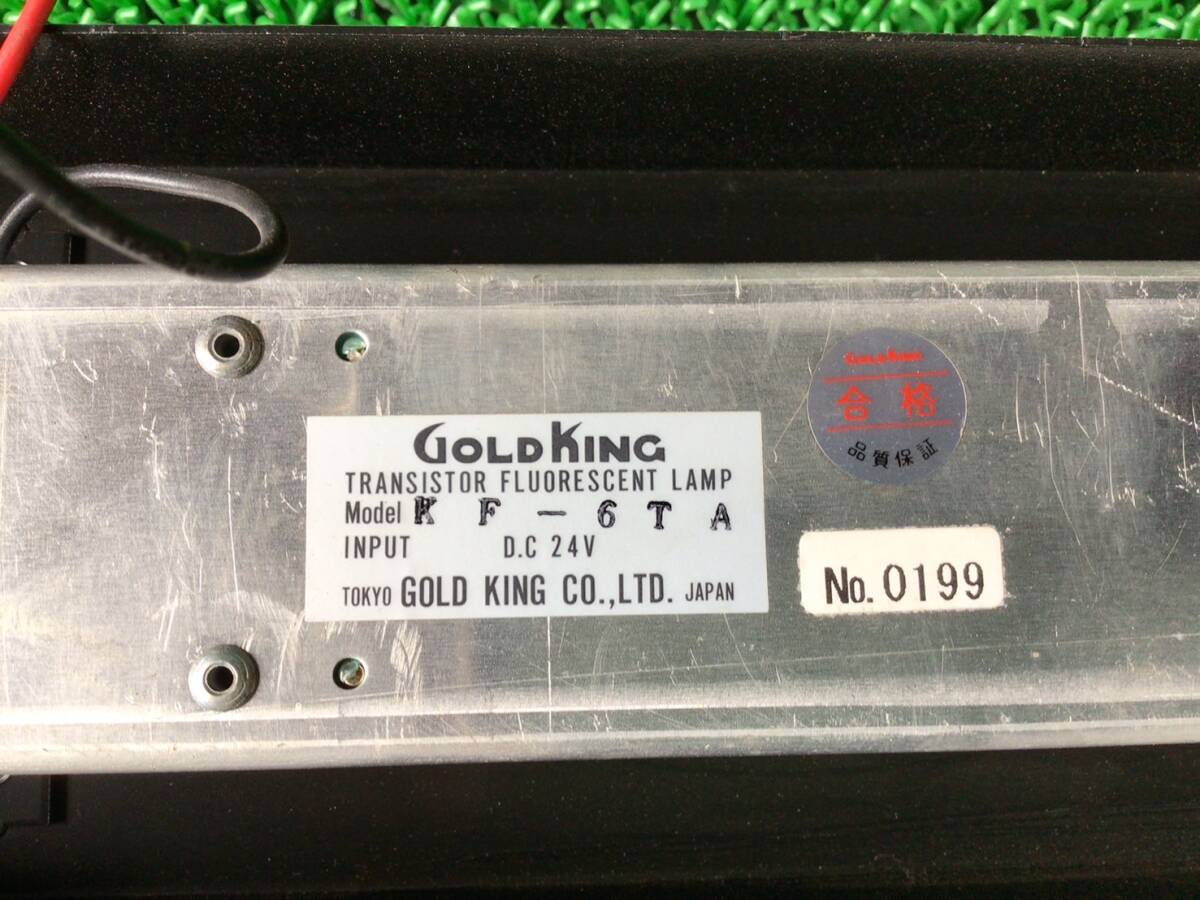 GOLDKING
TRANSISTOR FLUORESCENT LAMP
Model KF-6TA
INPUT D.C 24V
TOKYO GOLD KING CO.,LTD. JAPAN
GOLDKING
合格
品質保証
No. 0199